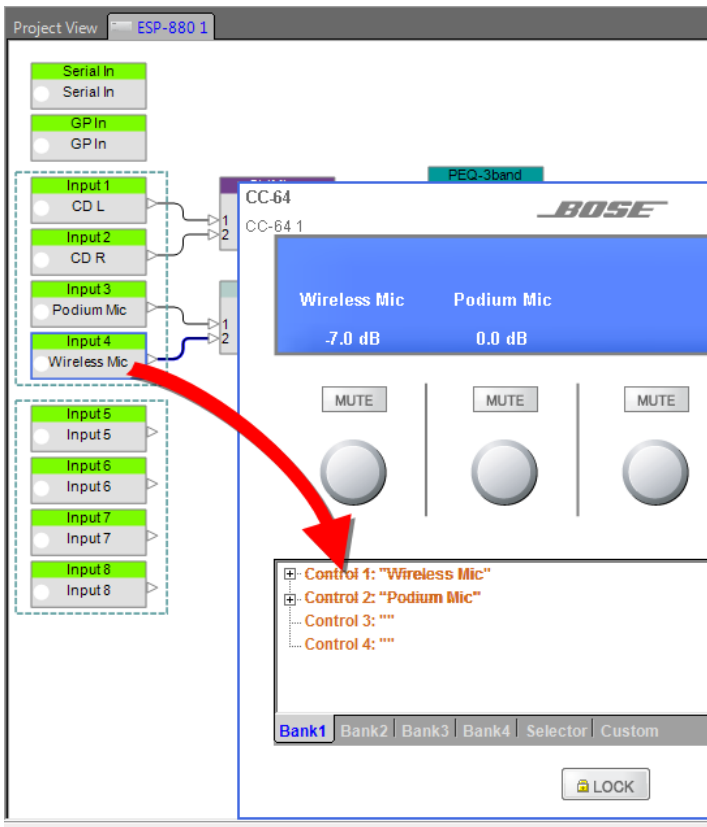 Project View
ESP-880 1
Serial In
Serial In
GP In
GP In
Input 1
CD L
Input 2
CD R
Input 3
Podium Mic
Input 4
Wireless Mic
Input 5
Input 5
Input 6
Input 6
Input 7
Input 7
Input 8
Input 8
1
2
1
2
PEQ-3band
CC-64
BOSE
CC-64 1
Wireless Mic Podium Mic
-7.0 dB 0.0 dB
MUTE MUTE MUTE
Control 1: "Wireless Mic"
Control 2: "Podium Mic"
Control 3: ""
Control 4: ""
Bank1 Bank2 Bank3 Bank4 Selector Custom
LOCK